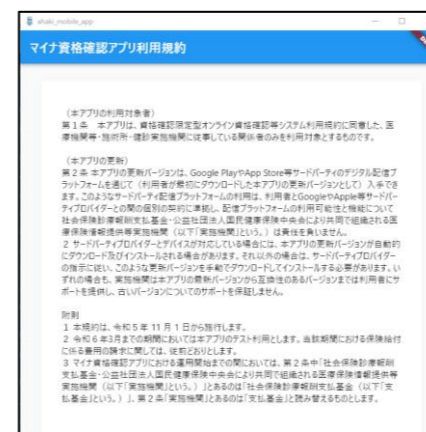 shaki_mobile_app
マイナ資格確認アプリ利用規約
（本アプリの利用対象者）
第１条　本アプリは、資格確認限定型オンライン資格確認等システム利用規約に同意した、医
療機関等・施術所・健診実施機関に従事している関係者のみを利用対象とするものです。
（本アプリの更新）
第２条 本アプリの更新バージョンは、Google PlayやApp Store等サードパーティのデジタル配信プ
ラットフォームを通じて（利用者が最初にダウンロードした本アプリの更新バージョンとして）入手でき
ます。このようなサードパーティ配信プラットフォームの利用は、利用者とGoogleやApple等サードパー
ティプロバイダーとの間の個別の契約に準拠し、配信プラットフォームの利用可能性と機能について
社会保険診療報酬支払基金・公益社団法人国民健康保険中央会により共同で組織される医
療保険情報提供等実施機関（以下「実施機関」という。）は責任を負いません。
２ サードパーティプロバイダーとデバイスが対応している場合には、本アプリの更新バージョンが自動的
にダウンロード及びインストールされる場合があります。それ以外の場合は、サードパーティプロバイダー
の指示に従い、このような更新バージョンを手動でダウンロードしてインストールする必要があります。い
ずれの場合も、実施機関は本アプリの最新バージョンから互換性のあるバージョンまでは利用者にサ
ポートを提供し、古いバージョンについてのサポートを保証しません。
附則
１ 本規約は、令和５年 11 月１日から施行します。
２ 令和６年3月までの期間においては本アプリのテスト利用とします。当該期間における保険給付
に係る費用の請求に関しては、従前どおりとします。
３ マイナ資格確認アプリにおける運用開始までの間においては、第２条中「社会保険診療報酬
支払基金・公益社団法人国民健康保険中央会により共同で組織される医療保険情報提供等
実施機関（以下「実施機関」という。）」とあるのは「社会保険診療報酬支払基金（以下「支
払基金」という。）」、第２条「実施機関」とあるのは「支払基金」と読み替えるものとします。